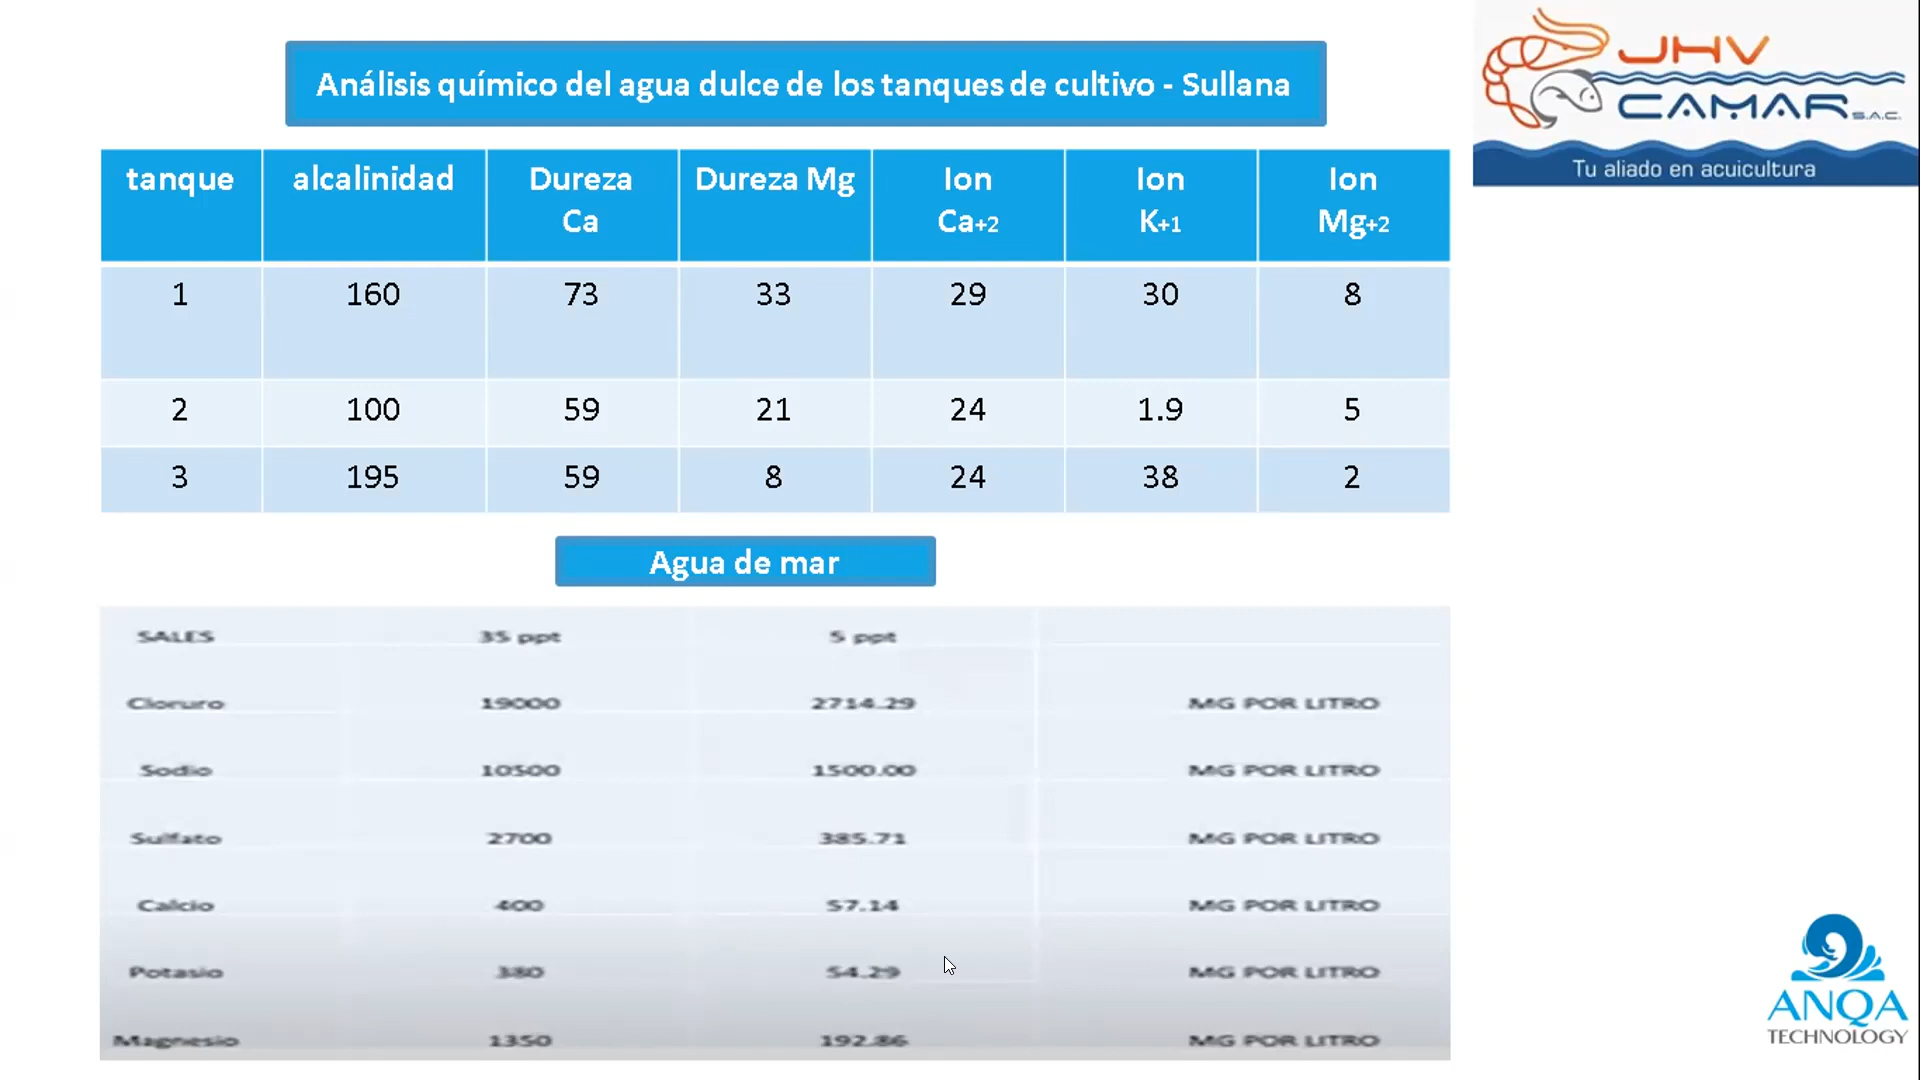 Análisis químico del agua dulce de los tanques de cultivo - Sullana
JHV
CAMAR S.A.C.
Tu aliado en acuicultura
tanque alcalinidad Dureza Ca Dureza Mg Ion Ca+2 Ion K+1 Ion Mg+2
1 160 73 33 29 30 8
2 100 59 21 24 1.9 5
3 195 59 8 24 38 2
Agua de mar
SALES 35 ppt 5 ppt
Cloruro 19000 2714.29 MG POR LITRO
Sodio 10500 1500.00 MG POR LITRO
Sulfato 2700 385.71 MG POR LITRO
Calcio 400 57.14 MG POR LITRO
Potasio 380 54.29 MG POR LITRO
Magnesio 1350 192.86 MG POR LITRO
ANQA
TECHNOLOGY